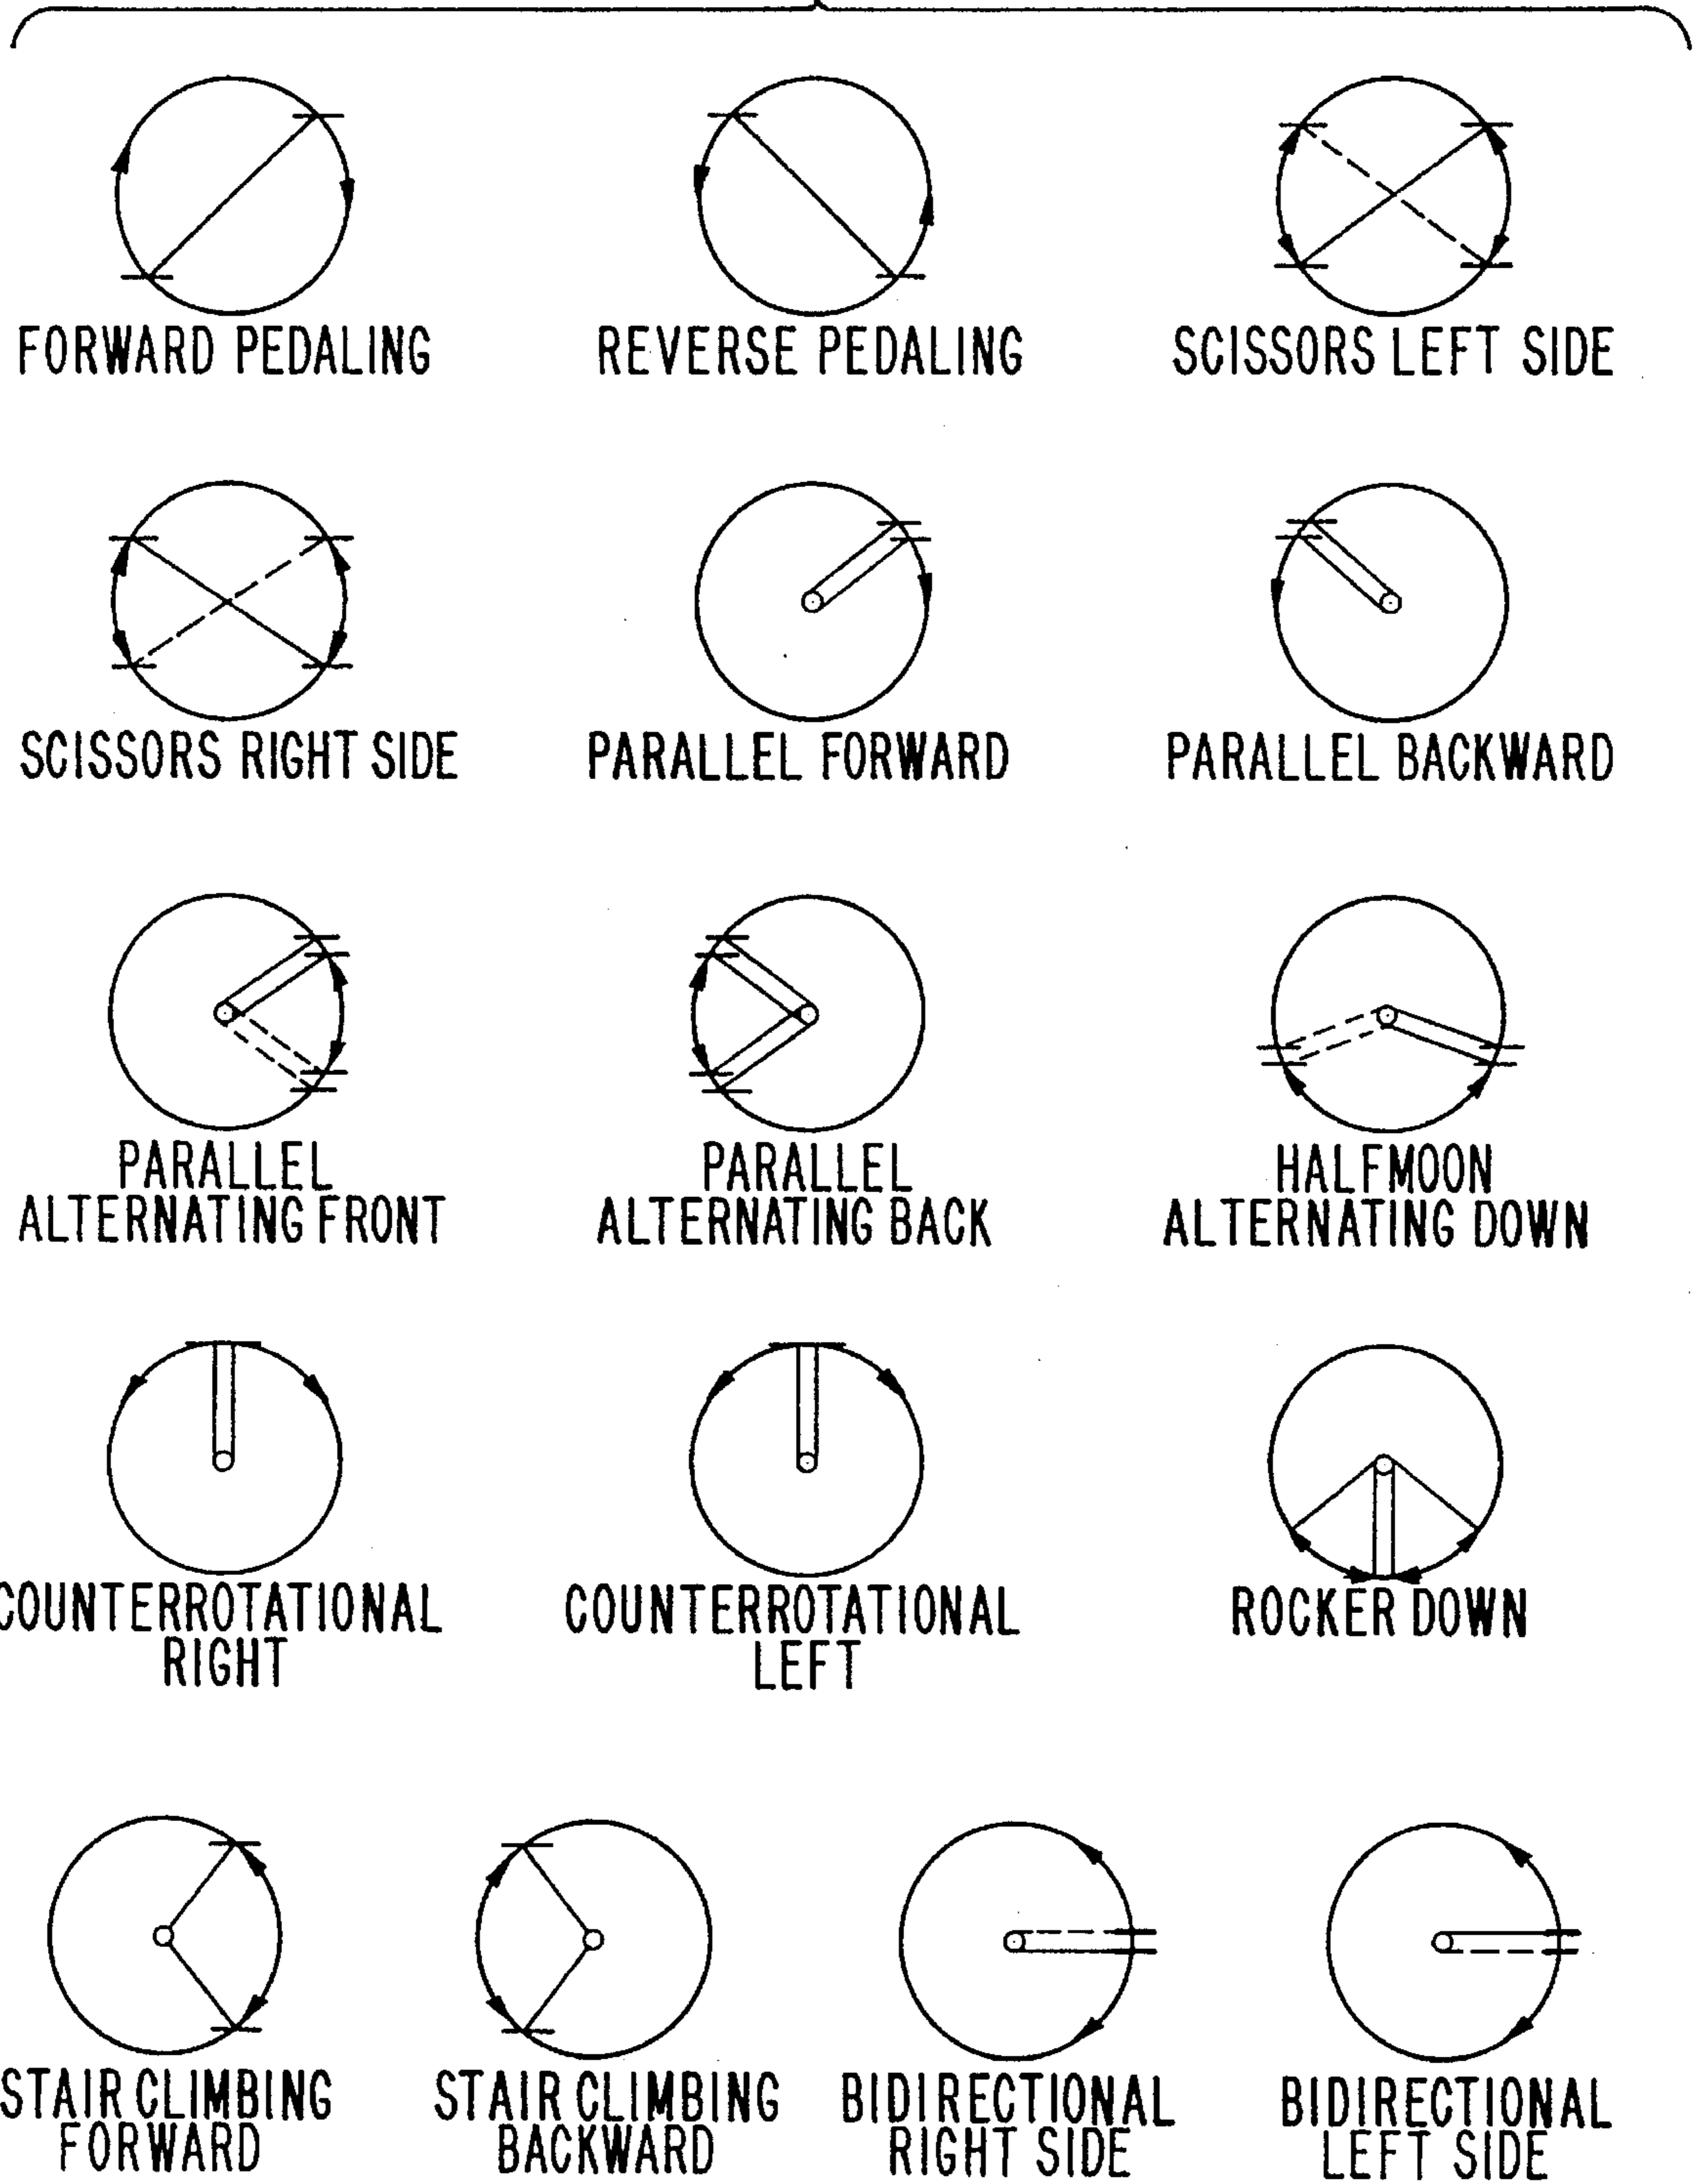 FORWARD PEDALING
REVERSE PEDALING
SCISSORS LEFT SIDE
SCISSORS RIGHT SIDE
PARALLEL FORWARD
PARALLEL BACKWARD
PARALLEL
ALTERNATING FRONT
PARALLEL
ALTERNATING BACK
HALFMOON
ALTERNATING DOWN
COUNTERROTATIONAL
RIGHT
COUNTERROTATIONAL
LEFT
ROCKER DOWN
STAIR CLIMBING
FORWARD
STAIR CLIMBING
BACKWARD
BIDIRECTIONAL
RIGHT SIDE
BIDIRECTIONAL
LEFT SIDE